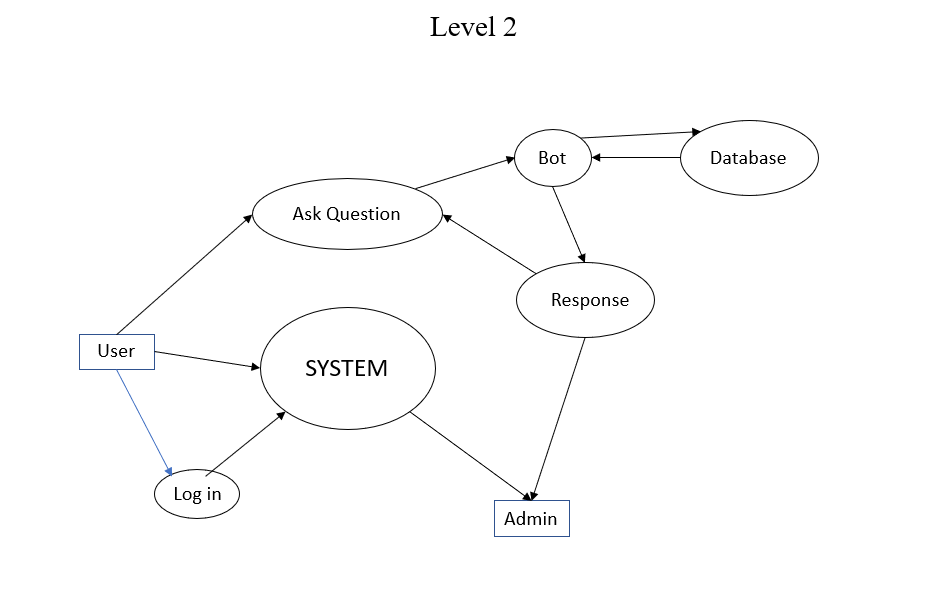 Level 2
Bot
Database
Ask Question
Response
User
SYSTEM
Log in
Admin